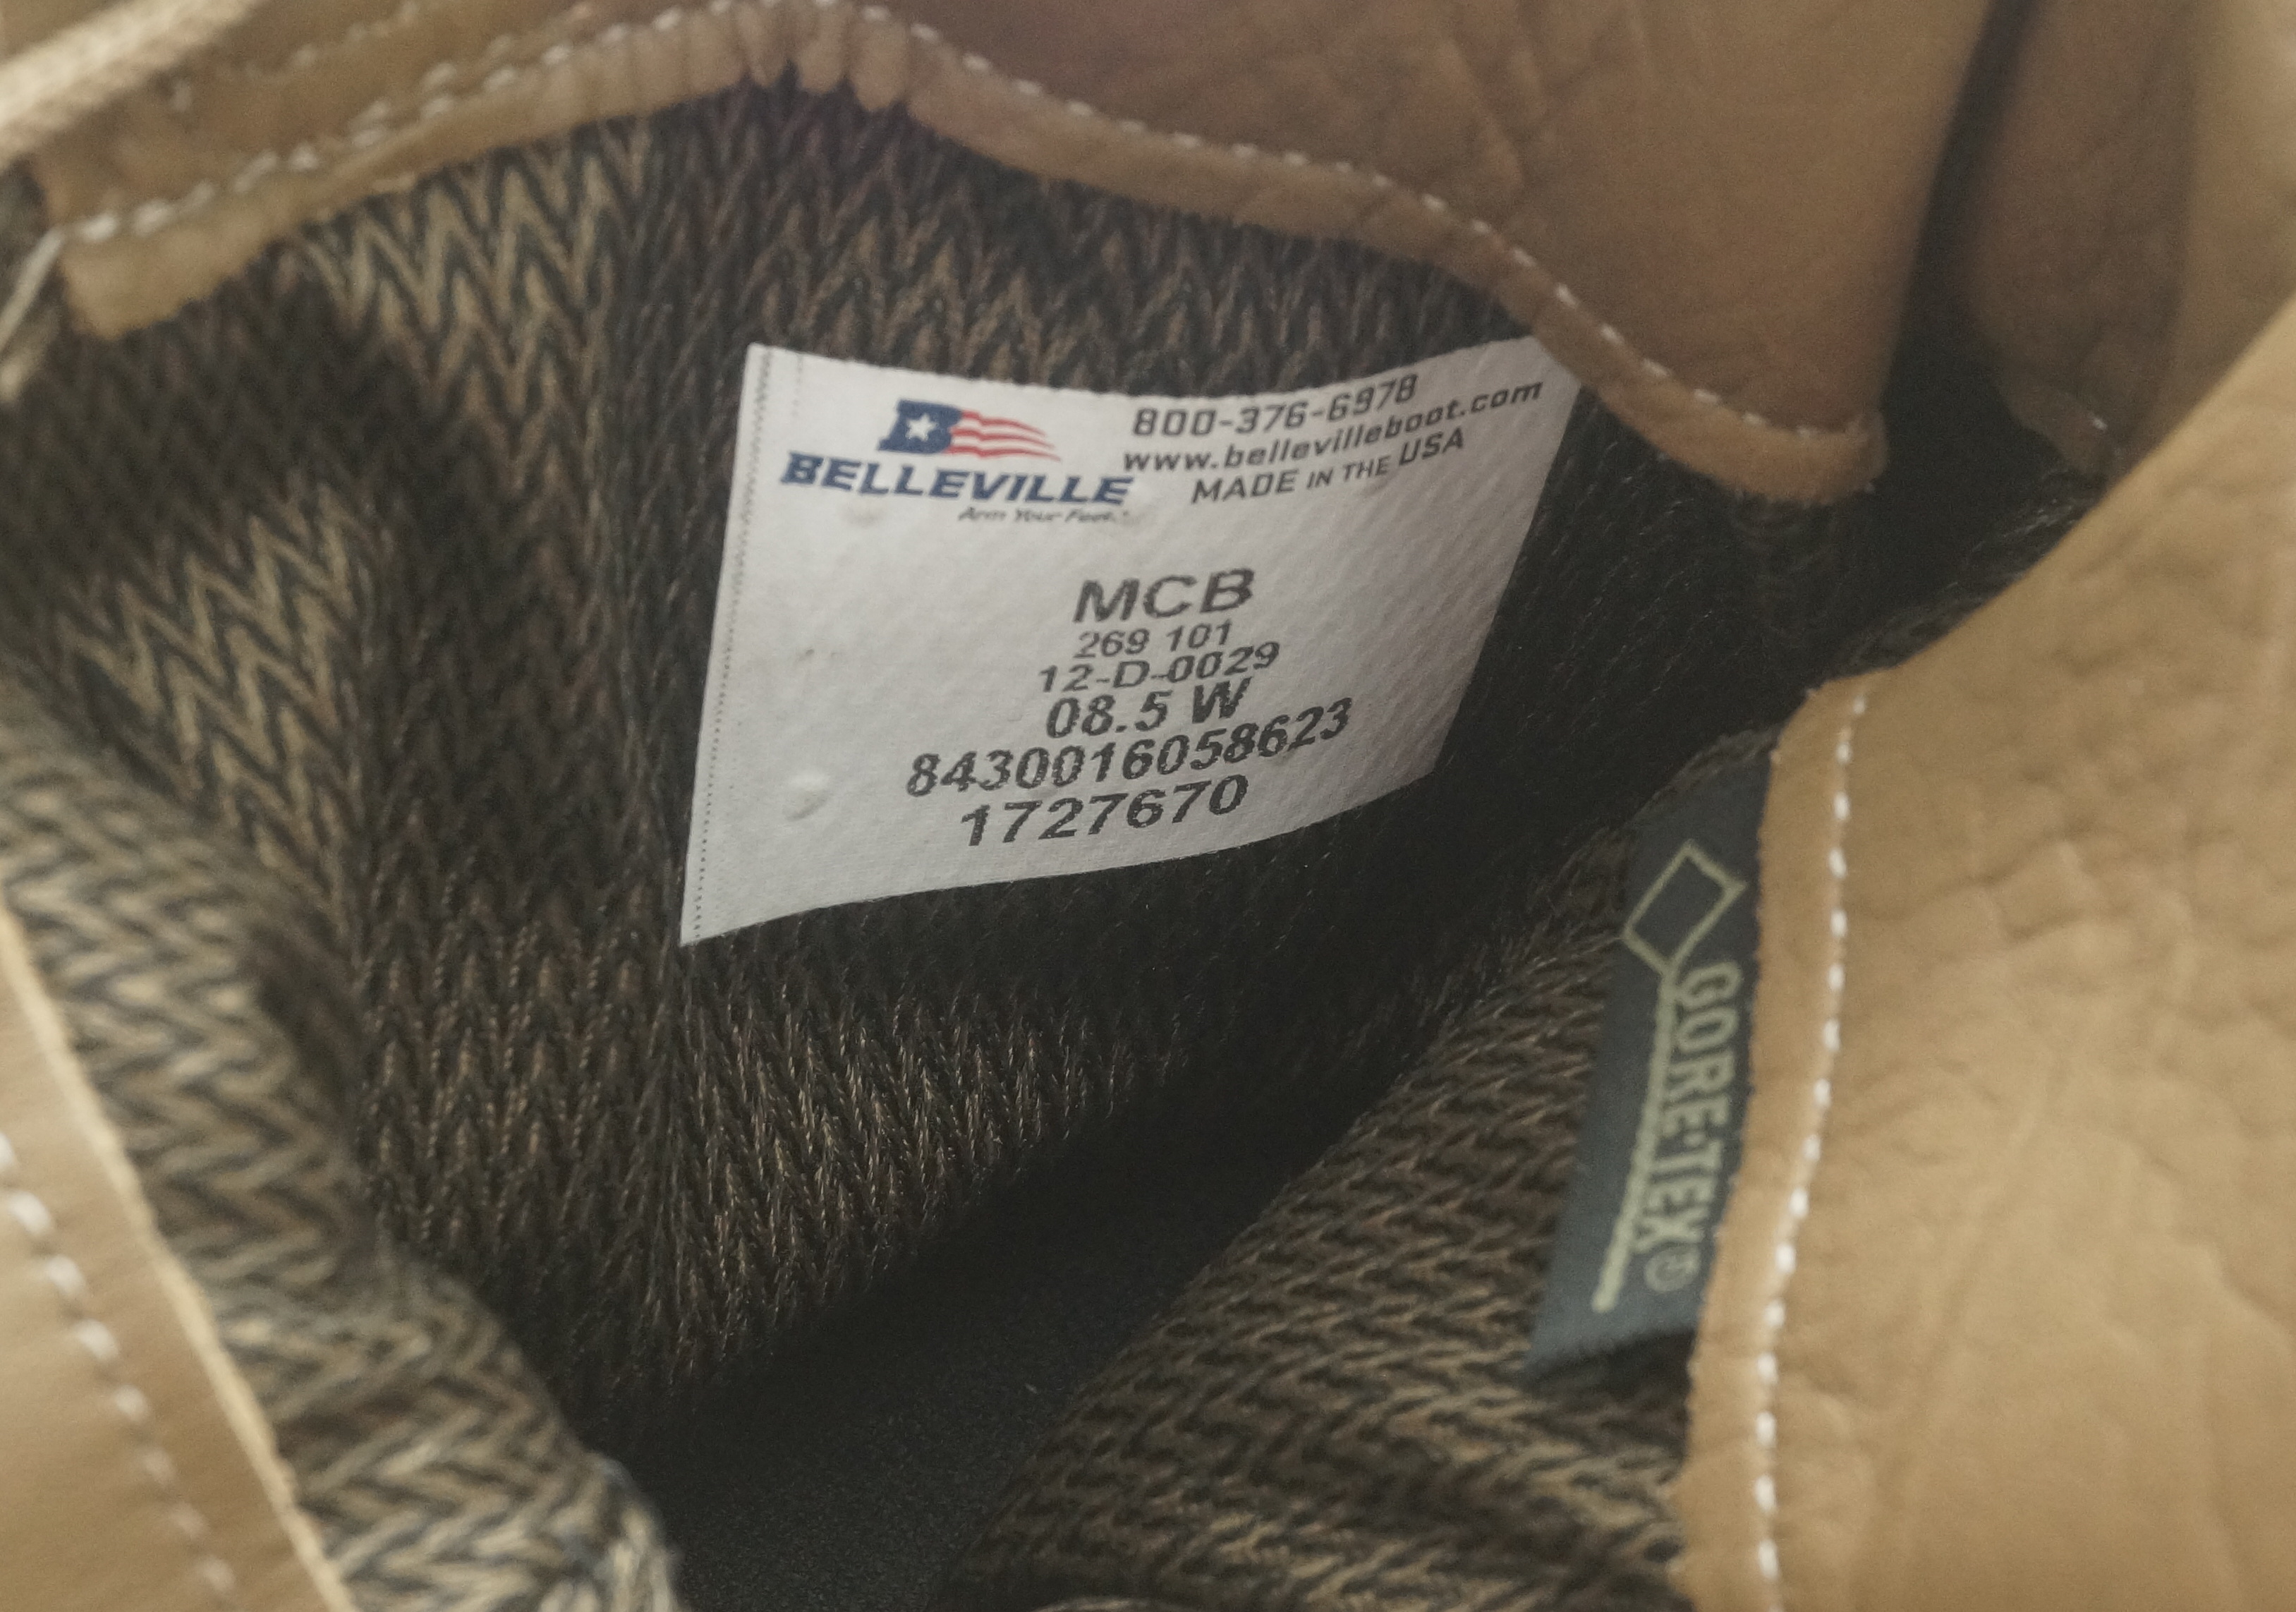 BELLEVILLE
Arm Your Feet.
800-376-6978
www.bellevilleboot.com
MADE IN THE USA
MCB
269 101
12-D-0029
08.5 W
8430016058623
1727670
GORE-TEX®